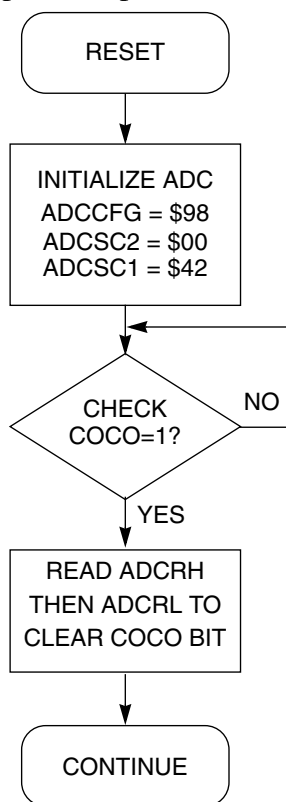 RESET
INITIALIZE ADC
ADCCFG = $98
ADCSC2 = $00
ADCSC1 = $42
CHECK
COCO=1?
NO
YES
READ ADCRH
THEN ADCRL TO
CLEAR COCO BIT
CONTINUE